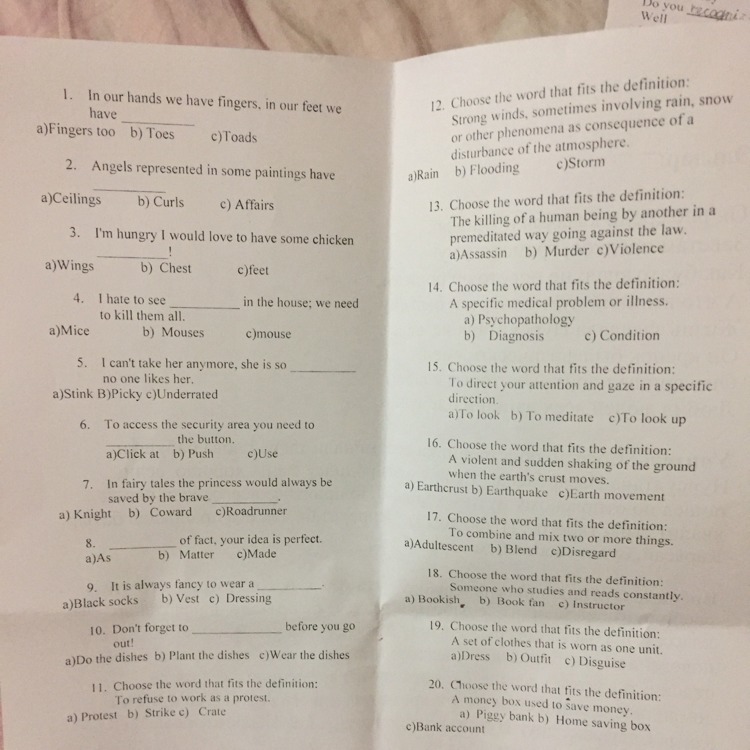 Do you recogni
Well
1. In our hands we have fingers, in our feet we
have __________
a)Fingers too b) Toes c)Toads
2. Angels represented in some paintings have
__________
a)Ceilings b) Curls c) Affairs
3. I'm hungry I would love to have some chicken
__________!
a)Wings b) Chest c)feet
4. I hate to see __________ in the house; we need
to kill them all.
a)Mice b) Mouses c)mouse
5. I can't take her anymore, she is so __________
no one likes her.
a)Stink B)Picky c)Underrated
6. To access the security area you need to
__________ the button.
a)Click at b) Push c)Use
7. In fairy tales the princess would always be
saved by the brave __________.
a) Knight b) Coward c)Roadrunner
8. __________ of fact, your idea is perfect.
a)As b) Matter c)Made
9. It is always fancy to wear a __________.
a)Black socks b) Vest c) Dressing
10. Don't forget to __________ before you go
out!
a)Do the dishes b) Plant the dishes c)Wear the dishes
11. Choose the word that fits the definition:
To refuse to work as a protest.
a) Protest b) Strike c) Crate
12. Choose the word that fits the definition:
Strong winds, sometimes involving rain, snow
or other phenomena as consequence of a
disturbance of the atmosphere.
a)Rain b) Flooding c)Storm
13. Choose the word that fits the definition:
The killing of a human being by another in a
premeditated way going against the law.
a)Assassin b) Murder c)Violence
14. Choose the word that fits the definition:
A specific medical problem or illness.
a) Psychopathology
b) Diagnosis c) Condition
15. Choose the word that fits the definition:
To direct your attention and gaze in a specific
direction.
a)To look b) To meditate c)To look up
16. Choose the word that fits the definition:
A violent and sudden shaking of the ground
when the earth's crust moves.
a) Earthcrust b) Earthquake c)Earth movement
17. Choose the word that fits the definition:
To combine and mix two or more things.
a)Adultescent b) Blend c)Disregard
18. Choose the word that fits the definition:
Someone who studies and reads constantly.
a) Bookish b) Book fan c) Instructor
19. Choose the word that fits the definition:
A set of clothes that is worn as one unit.
a)Dress b) Outfit c) Disguise
20. Choose the word that fits the definition:
A money box used to save money.
a) Piggy bank b) Home saving box
c)Bank account